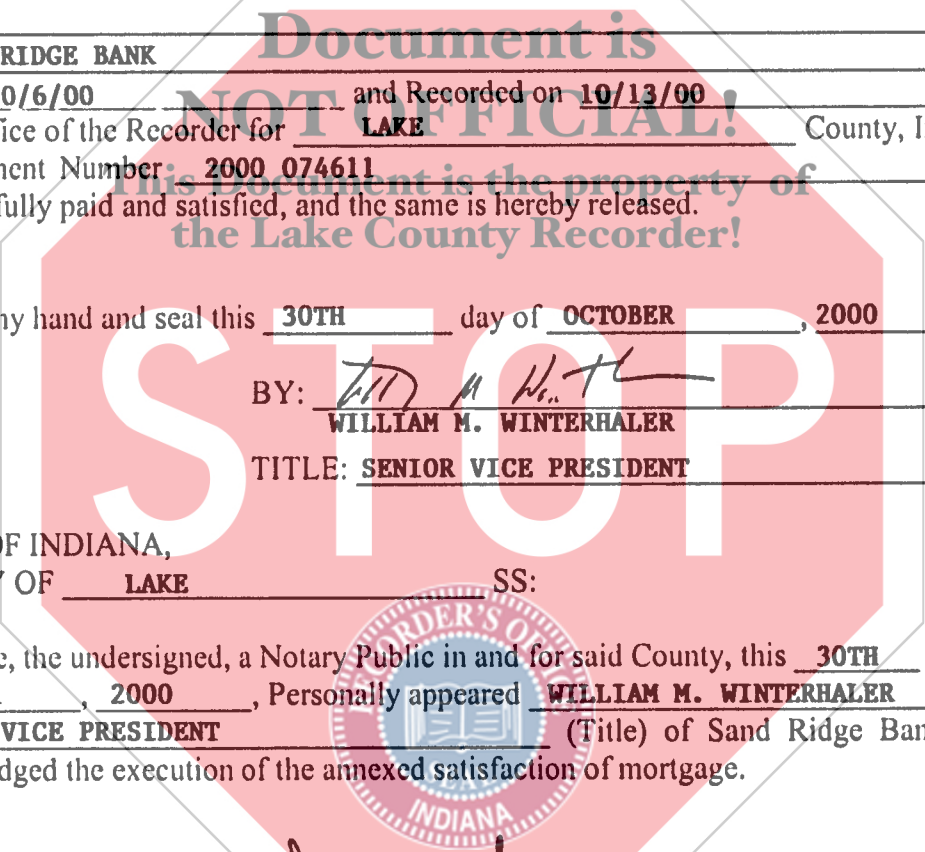 Document is
RIDGE BANK
0/6/00 and Recorded on 10/13/00
NOT OFFICIAL!
ice of the Recorder for LAKE County, I
ent Number 2000 074611
This Document is the property of
fully paid and satisfied, and the same is hereby released.
the Lake County Recorder!
ny hand and seal this 30TH day of OCTOBER , 2000
STOP
BY:
WILLIAM M. WINTERHALER
TITLE: SENIOR VICE PRESIDENT
OF INDIANA,
Y OF LAKE SS:
e, the undersigned, a Notary Public in and for said County, this 30TH
, 2000 , Personally appeared WILLIAM M. WINTERHALER
VICE PRESIDENT (Title) of Sand Ridge Ban
dged the execution of the annexed satisfaction of mortgage.
RECORDER'S OFFICE
SEAL
INDIANA